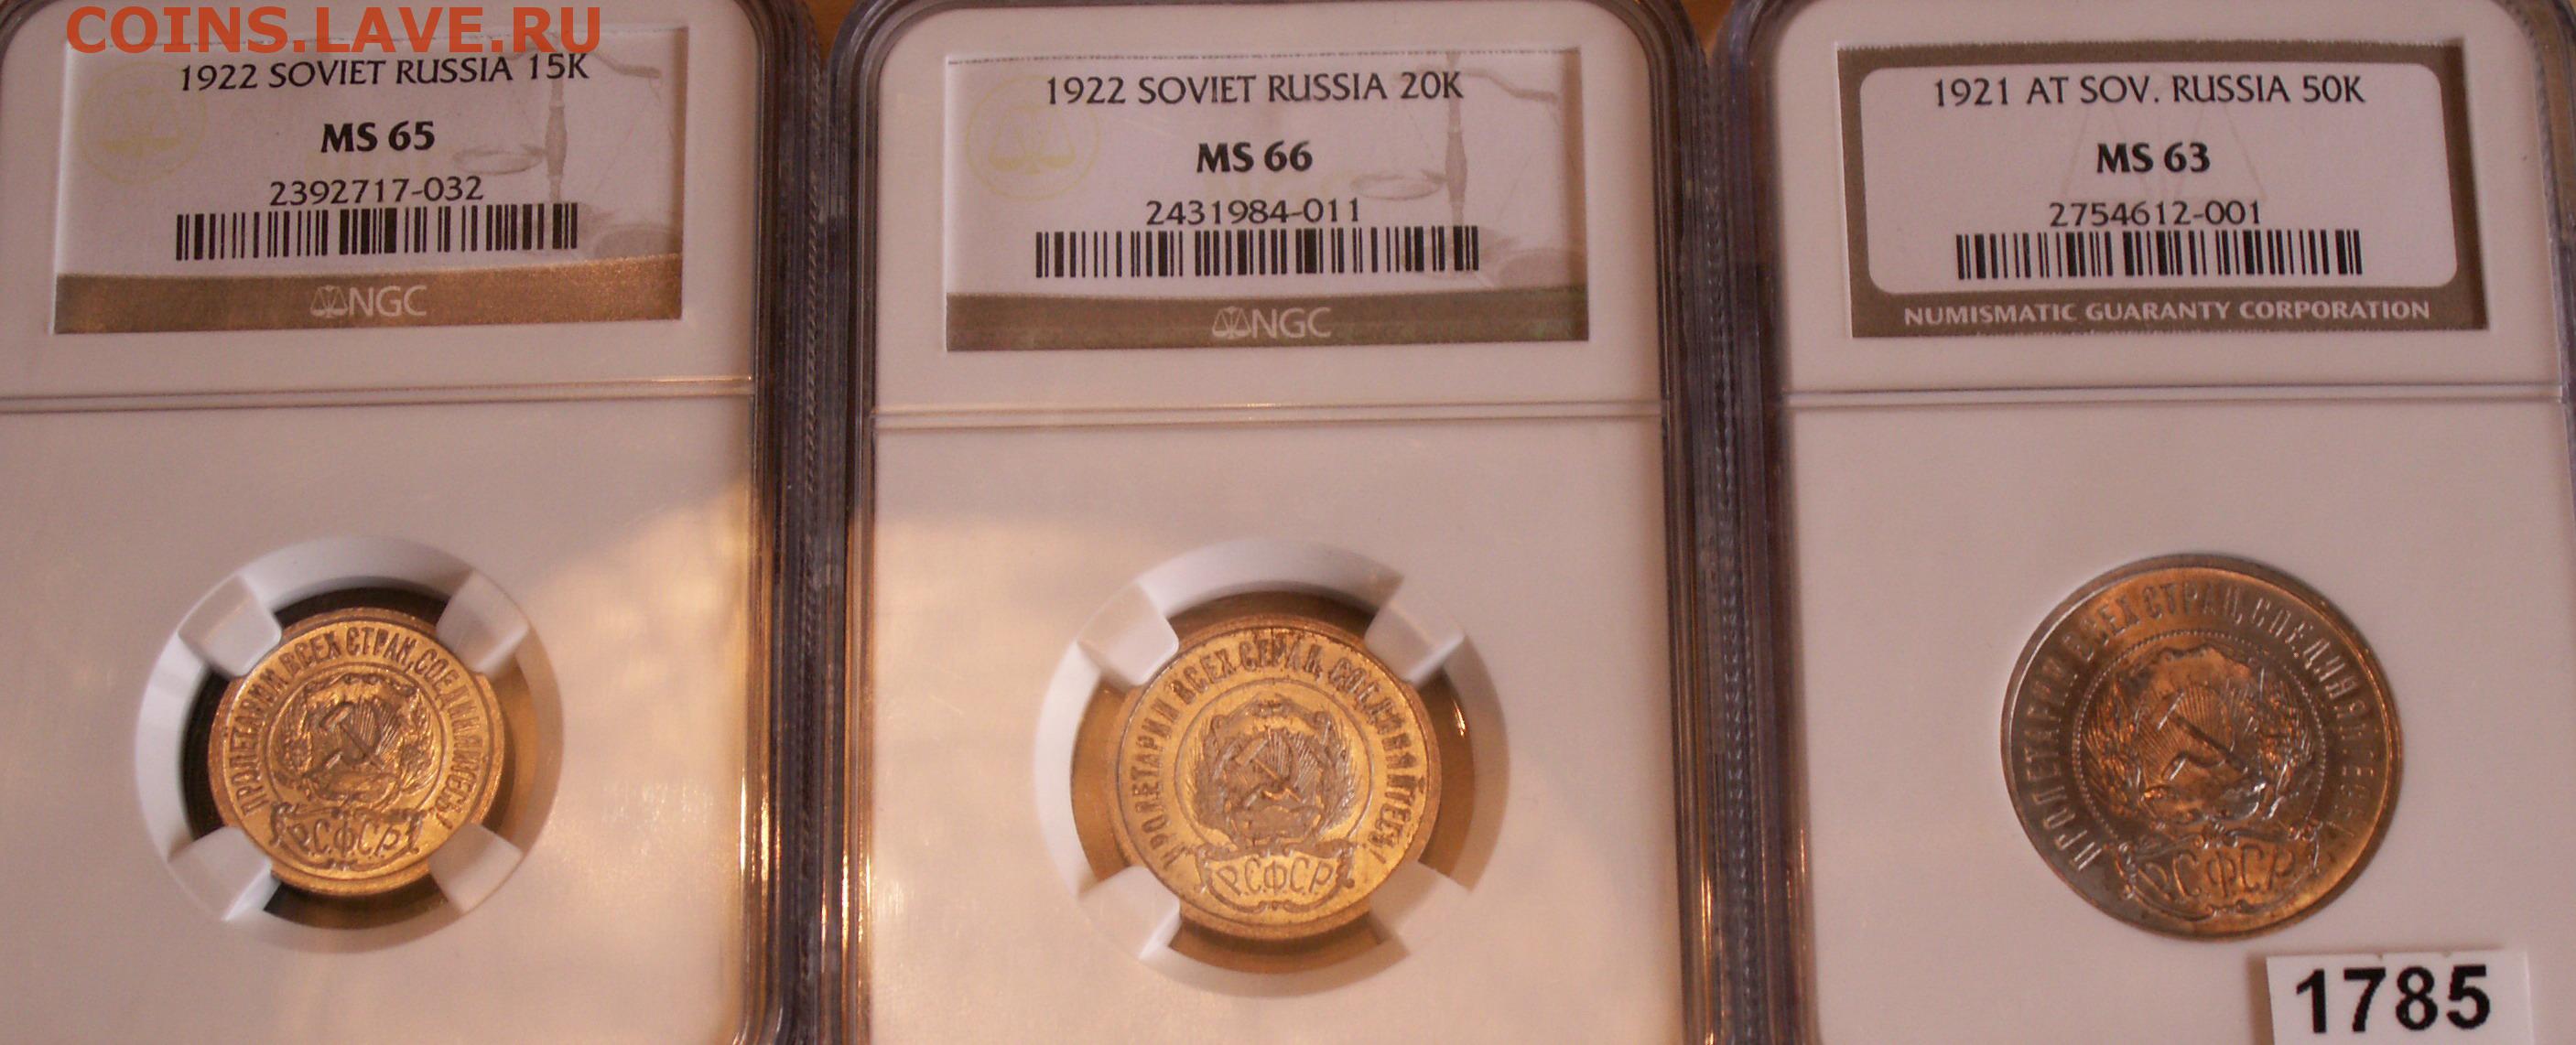 COINS.LAVE.RU
1922 SOVIET RUSSIA 15K
MS 65
2392717-032
NGC
ПРОЛЕТАРИИ ВСЕХ СТРАН, СОЕДИНЯЙТЕСЬ!
Р.С.Ф.С.Р.
1922 SOVIET RUSSIA 20K
MS 66
2431984-011
NGC
ПРОЛЕТАРИИ ВСЕХ СТРАН, СОЕДИНЯЙТЕСЬ!
Р.С.Ф.С.Р.
1921 AT SOV. RUSSIA 50K
MS 63
2754612-001
NUMISMATIC GUARANTY CORPORATION
ПРОЛЕТАРИИ ВСЕХ СТРАН, СОЕДИНЯЙТЕСЬ!
Р.С.Ф.С.Р.
1785